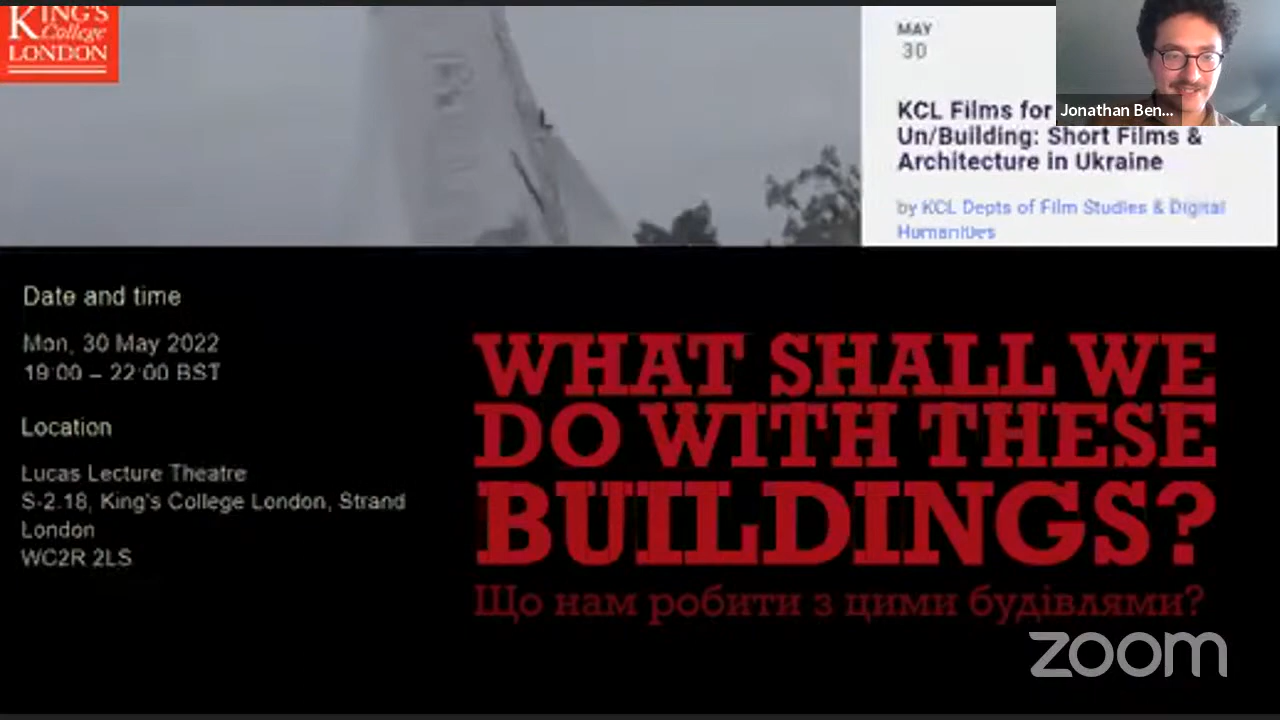 KING'S
College
LONDON
MAY
30
KCL Films for
Un/Building: Short Films &
Architecture in Ukraine
by KCL Depts of Film Studies & Digital
Humanities
Jonathan Ben...
Date and time
Mon, 30 May 2022
19:00 – 22:00 BST
Location
Lucas Lecture Theatre
S-2.18, King's College London, Strand
London
WC2R 2LS
WHAT SHALL WE
DO WITH THESE
BUILDINGS?
Що нам робити з цими будівлями?
zoom